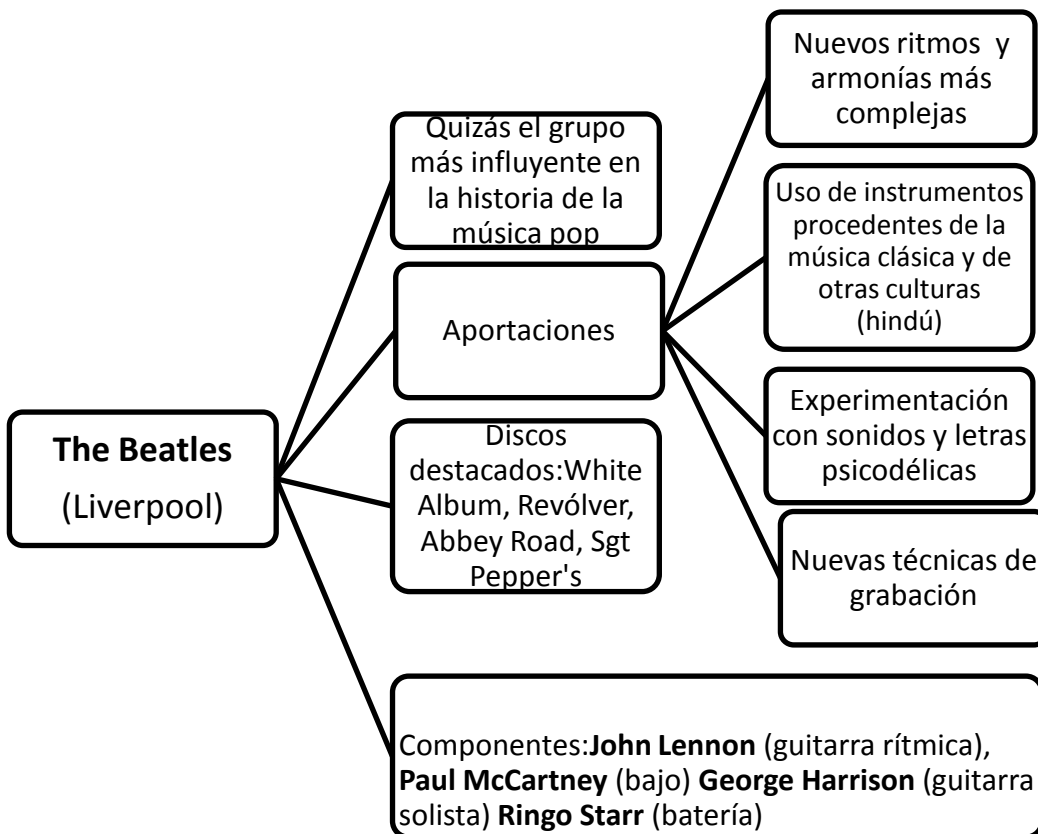 The Beatles
(Liverpool)
Quizás el grupo
más influyente en
la historia de la
música pop
Aportaciones
Nuevos ritmos y
armonías más
complejas
Uso de instrumentos
procedentes de la
música clásica y de
otras culturas
(hindú)
Experimentación
con sonidos y letras
psicodélicas
Nuevas técnicas de
grabación
Discos
destacados:White
Album, Revólver,
Abbey Road, Sgt
Pepper's
Componentes:John Lennon (guitarra rítmica),
Paul McCartney (bajo) George Harrison (guitarra
solista) Ringo Starr (batería)